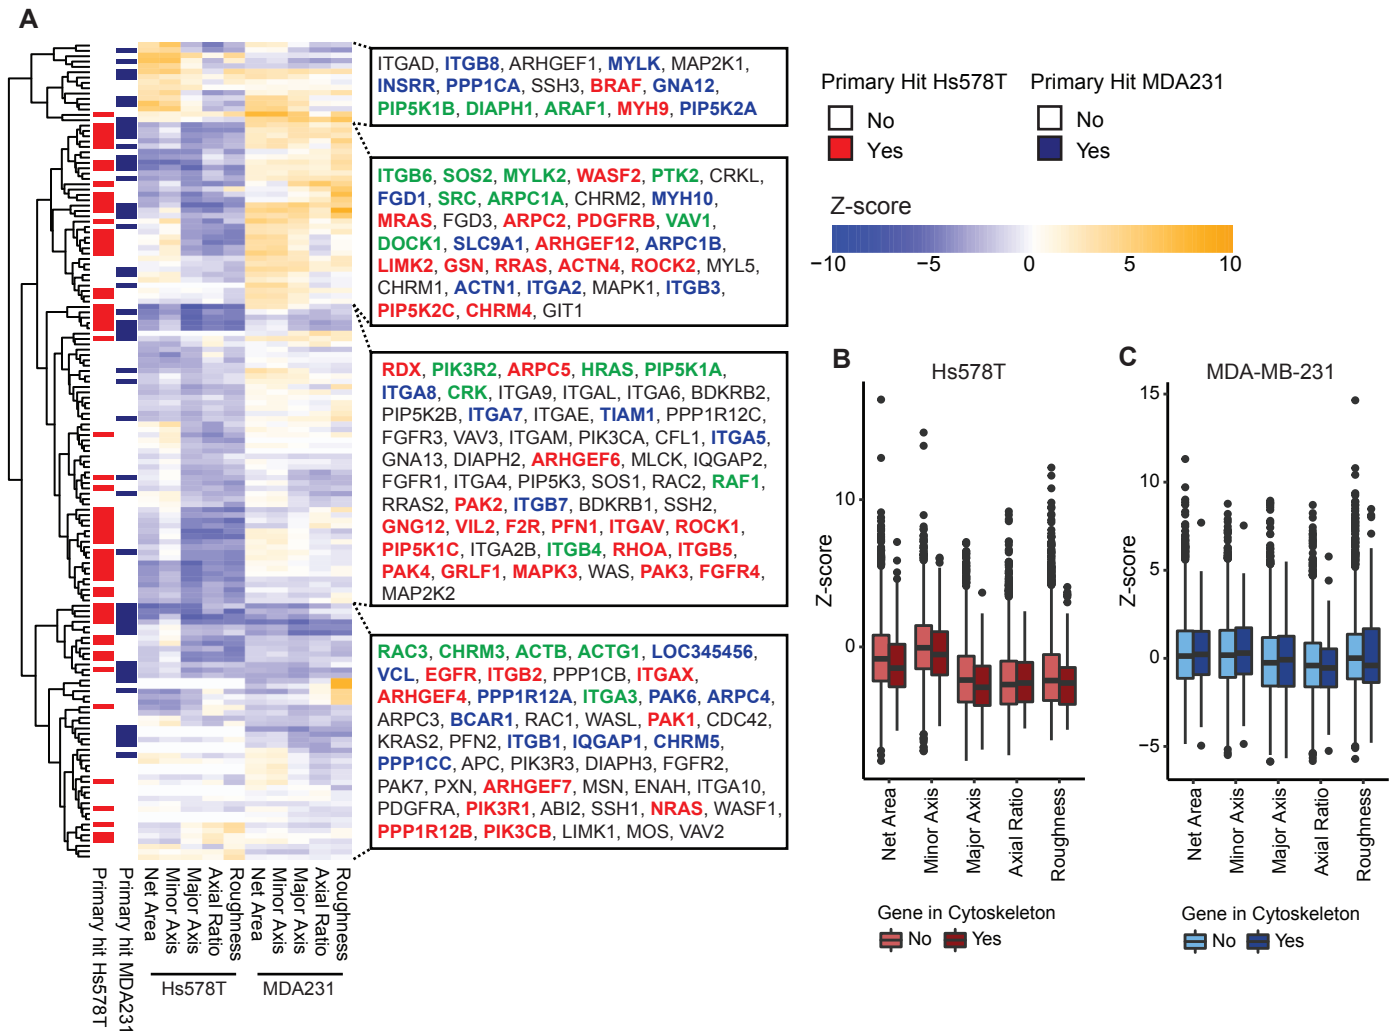 A
ITGAD, ITGB8, ARHGEF1, MYLK, MAP2K1,
INSRR, PPP1CA, SSH3, BRAF, GNA12,
PIP5K1B, DIAPH1, ARAF1, MYH9, PIP5K2A
ITGB6, SOS2, MYLK2, WASF2, PTK2, CRKL,
FGD1, SRC, ARPC1A, CHRM2, MYH10,
MRAS, FGD3, ARPC2, PDGFRB, VAV1,
DOCK1, SLC9A1, ARHGEF12, ARPC1B,
LIMK2, GSN, RRAS, ACTN4, ROCK2, MYL5,
CHRM1, ACTN1, ITGA2, MAPK1, ITGB3,
PIP5K2C, CHRM4, GIT1
RDX, PIK3R2, ARPC5, HRAS, PIP5K1A,
ITGA8, CRK, ITGA9, ITGAL, ITGA6, BDKRB2,
PIP5K2B, ITGA7, ITGAE, TIAM1, PPP1R12C,
FGFR3, VAV3, ITGAM, PIK3CA, CFL1, ITGA5,
GNA13, DIAPH2, ARHGEF6, MLCK, IQGAP2,
FGFR1, ITGA4, PIP5K3, SOS1, RAC2, RAF1,
RRAS2, PAK2, ITGB7, BDKRB1, SSH2,
GNG12, VIL2, F2R, PFN1, ITGAV, ROCK1,
PIP5K1C, ITGA2B, ITGB4, RHOA, ITGB5,
PAK4, GRLF1, MAPK3, WAS, PAK3, FGFR4,
MAP2K2
RAC3, CHRM3, ACTB, ACTG1, LOC345456,
VCL, EGFR, ITGB2, PPP1CB, ITGAX,
ARHGEF4, PPP1R12A, ITGA3, PAK6, ARPC4,
ARPC3, BCAR1, RAC1, WASL, PAK1, CDC42,
KRAS2, PFN2, ITGB1, IQGAP1, CHRM5,
PPP1CC, APC, PIK3R3, DIAPH3, FGFR2,
PAK7, PXN, ARHGEF7, MSN, ENAH, ITGA10,
PDGFRA, PIK3R1, ABI2, SSH1, NRAS, WASF1,
PPP1R12B, PIK3CB, LIMK1, MOS, VAV2
Primary hit Hs578T
Primary hit MDA231
Net Area
Minor Axis
Major Axis
Axial Ratio
Roughness
Net Area
Minor Axis
Major Axis
Axial Ratio
Roughness
Hs578T
MDA231
Primary Hit Hs578T
No
Yes
Primary Hit MDA231
No
Yes
Z-score
−10 −5 0 5 10
B
Hs578T
Z-score
10
0
Net Area
Minor Axis
Major Axis
Axial Ratio
Roughness
Gene in Cytoskeleton
No Yes
C
MDA-MB-231
Z-score
15
10
5
0
−5
Net Area
Minor Axis
Major Axis
Axial Ratio
Roughness
Gene in Cytoskeleton
No Yes